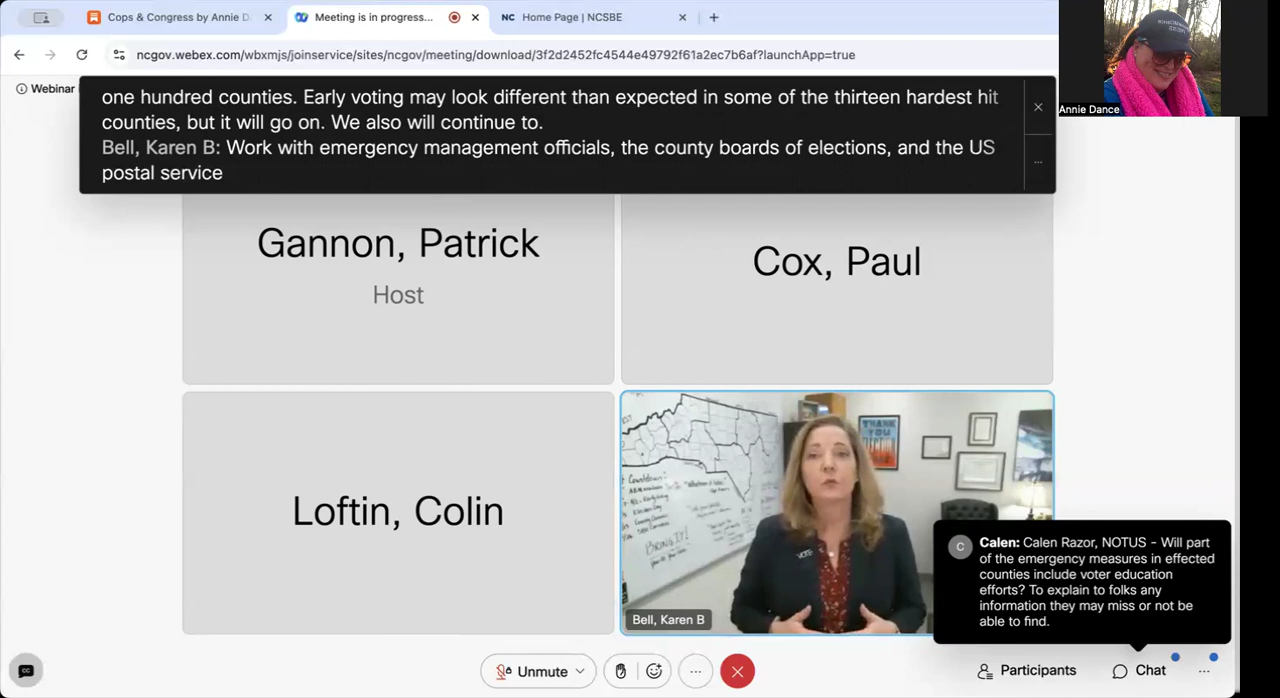 Cops & Congress by Annie D
Meeting is in progress...
NC Home Page | NCSBE
ncgov.webex.com/wbxmjs/joinservice/sites/ncgov/meeting/download/3f2d2452fc4544e49792f61a2ec7b6af?launchApp=true
Annie Dance
Webinar
one hundred counties. Early voting may look different than expected in some of the thirteen hardest hit
counties, but it will go on. We also will continue to.
Bell, Karen B: Work with emergency management officials, the county boards of elections, and the US
postal service
Gannon, Patrick
Host
Cox, Paul
Loftin, Colin
THANK
YOU
VOTE
BRING IT!
Bell, Karen B
C
Calen: Calen Razor, NOTUS - Will part
of the emergency measures in effected
counties include voter education
efforts? To explain to folks any
information they may miss or not be
able to find.
CC
Unmute
Participants
Chat